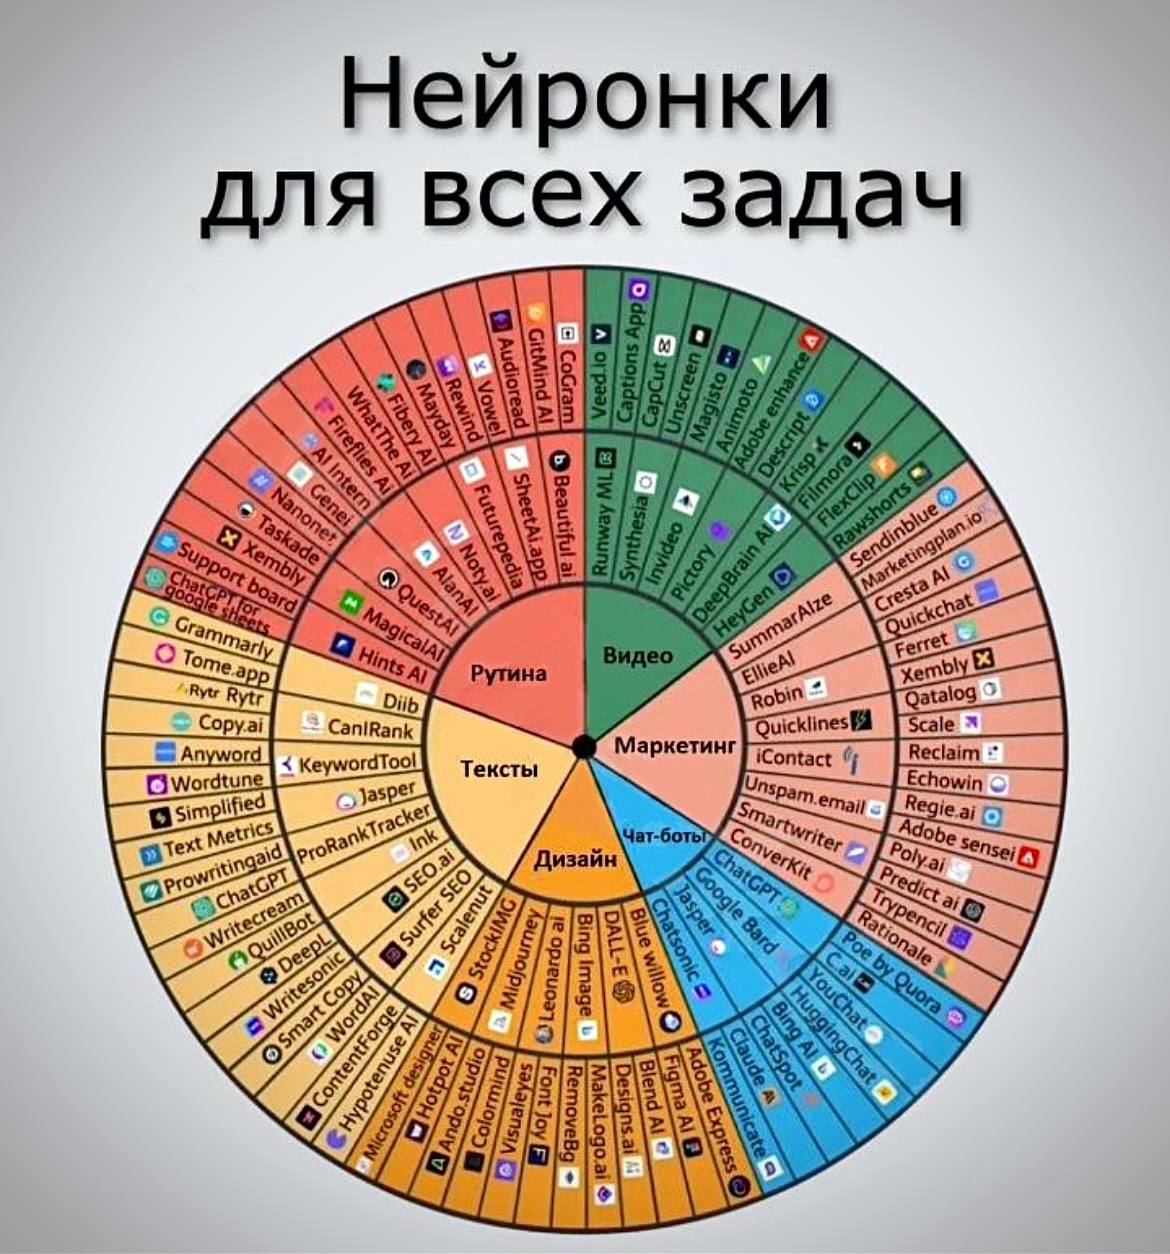 Нейронки
для всех задач
Видео
Runway ML
Synthesia
Invideo
Pictory
DeepBrain AI
HeyGen
Veed.io
Captions App
CapCut
Unscreen
Magisto
Animoto
Adobe enhance
Descript
Krisp
Filmora
FlexClip
Rawshorts
Маркетинг
SummarAIze
EllieAI
Robin
Quicklines
iContact
Unspam.email
Smartwriter
ConverKit
Sendinblue
Marketingplan.io
Cresta AI
Quickchat
Ferret
Xembly
Qatalog
Scale
Reclaim
Echowin
Regie.ai
Adobe sensei
Poly.ai
Predict ai
Trypencil
Rationale
Чат-боты
ChatGPT
Google Bard
Jasper
Chatsonic
Poe by Quora
C.ai
YouChat
HuggingChat
Bing AI
ChatSpot
Claude
Kommunicate
Дизайн
Blue willow
DALL-E
Bing Image
Leonardo ai
Midjourney
StockIMG
Adobe Express
Figma AI
Blend AI
Designs.ai
MakeLogo.ai
RemoveBg
Font Joy
Visualeyes
Colormind
Ando.studio
Hotpot AI
Microsoft designer
Тексты
Scalenut
Surfer SEO
SEO.ai
Ink
ProRankTracker
Jasper
KeywordTool
CanIRank
Diib
Hypotenuse AI
ContentForge
WordAI
Smart Copy
Writesonic
DeepL
QuillBot
Writecream
ChatGPT
Prowritingaid
Text Metrics
Simplified
Wordtune
Anyword
Copy.ai
Rytr Rytr
Tome.app
Grammarly
Рутина
Hints AI
MagicalAI
QuestAI
AlanAI
Notyai
Futurepedia
SheetAi.app
Beautiful ai
ChatGPT for
google sheets
Support board
Xembly
Taskade
Nanonet
Genei
AI Intern
Fireflies AI
WhatThe Ai
Fibery AI
Mayday
Rewind
Vowel
Audioread
GitMind AI
CoGram